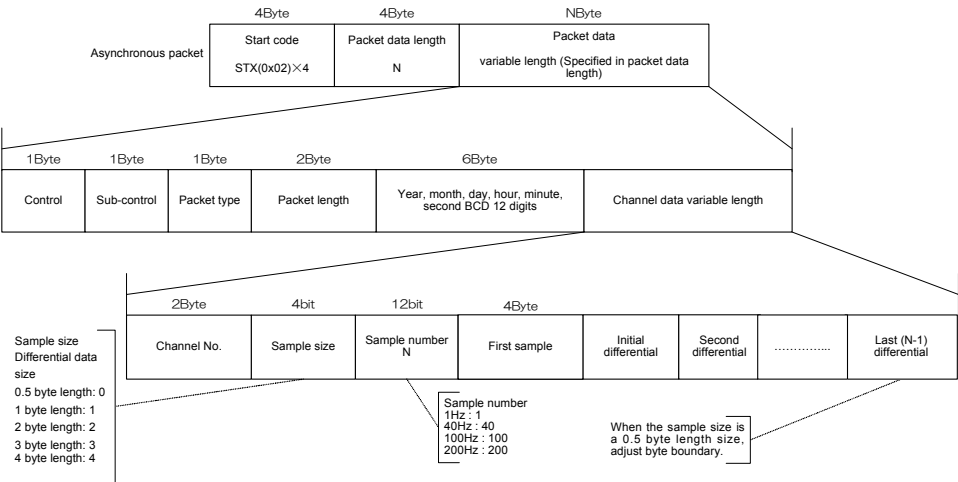 4Byte 4Byte NByte
Asynchronous packet
Start code
STX(0x02)×4
Packet data length
N
Packet data
variable length (Specified in packet data
length)
1Byte 1Byte 1Byte 2Byte 6Byte
Control
Sub-control
Packet type
Packet length
Year, month, day, hour, minute,
second BCD 12 digits
Channel data variable length
2Byte 4bit 12bit 4Byte
Channel No.
Sample size
Sample number
N
First sample
Initial
differential
Second
differential
..............
Last (N-1)
differential
Sample size
Differential data
size
0.5 byte length: 0
1 byte length: 1
2 byte length: 2
3 byte length: 3
4 byte length: 4
Sample number
1Hz : 1
40Hz : 40
100Hz : 100
200Hz : 200
When the sample size is
a 0.5 byte length size,
adjust byte boundary.